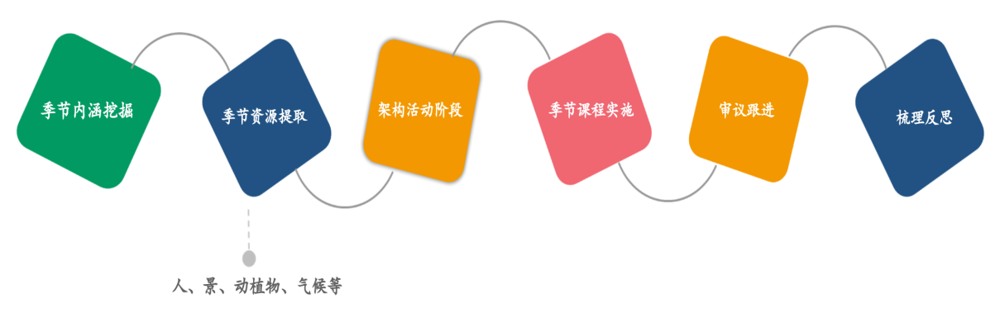 季节内涵挖掘
季节资源提取
架构活动阶段
季节课程实施
审议跟进
梳理反思
人、景、动植物、气候等